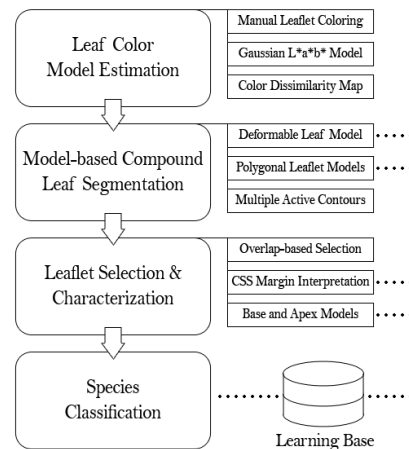 Leaf Color
Model Estimation
Manual Leaflet Coloring
Gaussian L*a*b* Model
Color Dissimilarity Map
Model-based Compound
Leaf Segmentation
Deformable Leaf Model
Polygonal Leaflet Models
Multiple Active Contours
Leaflet Selection &
Characterization
Overlap-based Selection
CSS Margin Interpretation
Base and Apex Models
Species
Classification
Learning Base